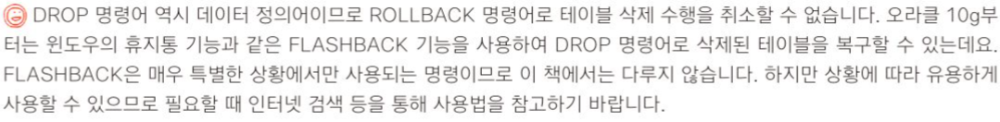 DROP 명령어 역시 데이터 정의어이므로 ROLLBACK 명령어로 테이블 삭제 수행을 취소할 수 없습니다. 오라클 10g부
터는 윈도우의 휴지통 기능과 같은 FLASHBACK 기능을 사용하여 DROP 명령어로 삭제된 테이블을 복구할 수 있는데요.
FLASHBACK은 매우 특별한 상황에서만 사용되는 명령이므로 이 책에서는 다루지 않습니다. 하지만 상황에 따라 유용하게
사용할 수 있으므로 필요할 때 인터넷 검색 등을 통해 사용법을 참고하기 바랍니다.